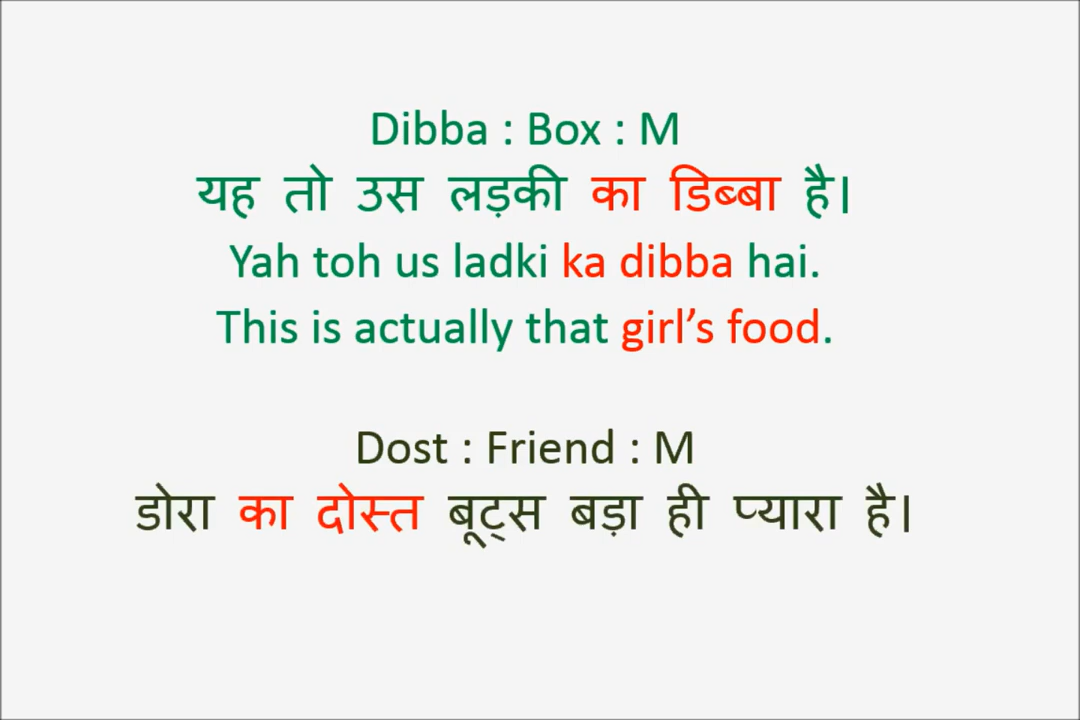 Dibba : Box : M
यह तो उस लड़की का डिब्बा है।
Yah toh us ladki ka dibba hai.
This is actually that girl’s food.
Dost : Friend : M
डोरा का दोस्त बूट्स बड़ा ही प्यारा है।